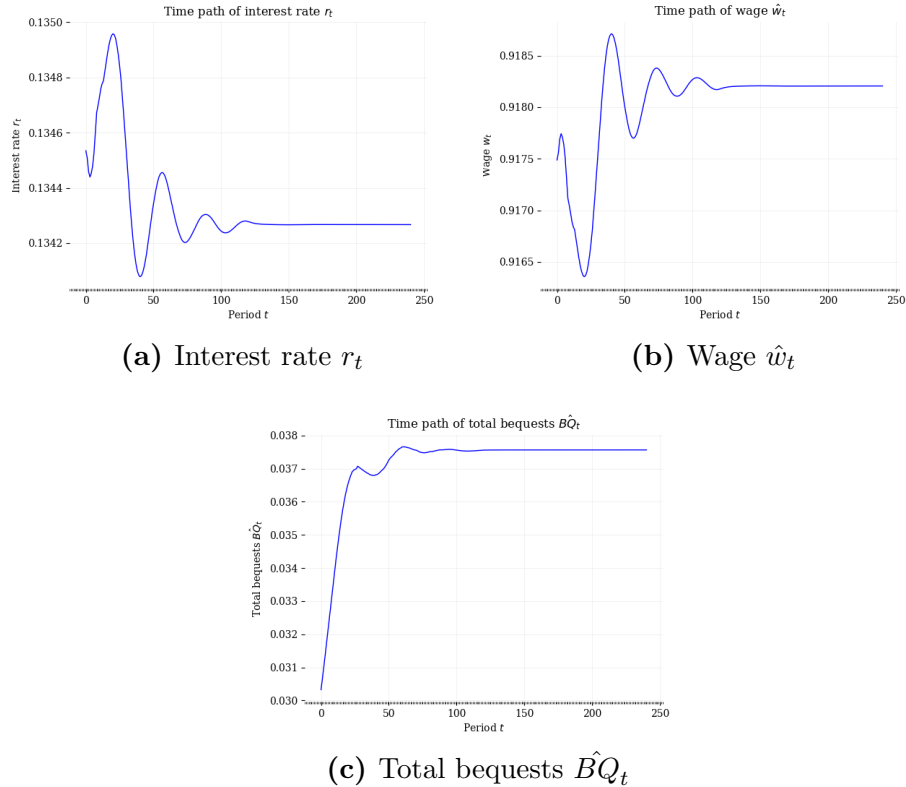 Time path of interest rate r_t
Interest rate r_t
0.1350
0.1348
0.1346
0.1344
0.1342
0 50 100 150 200 250
Period t
(a) Interest rate r_t
Time path of wage ŵ_t
Wage ŵ_t
0.9185
0.9180
0.9175
0.9170
0.9165
0 50 100 150 200 250
Period t
(b) Wage ŵ_t
Time path of total bequests B̂Q_t
Total bequests B̂Q_t
0.038
0.037
0.036
0.035
0.034
0.033
0.032
0.031
0.030
0 50 100 150 200 250
Period t
(c) Total bequests B̂Q_t